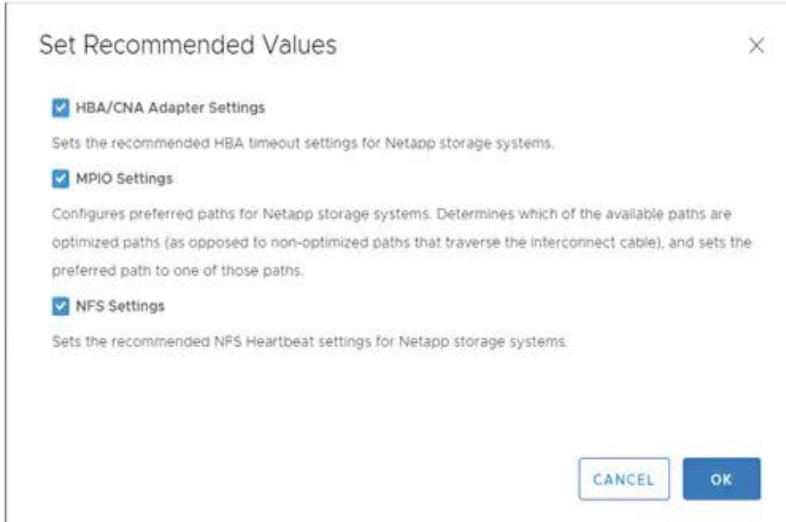 Set Recommended Values
HBA/CNA Adapter Settings
Sets the recommended HBA timeout settings for Netapp storage systems.
MPIO Settings
Configures preferred paths for Netapp storage systems. Determines which of the available paths are
optimized paths (as opposed to non-optimized paths that traverse the interconnect cable), and sets the
preferred path to one of those paths.
NFS Settings
Sets the recommended NFS Heartbeat settings for Netapp storage systems.
CANCEL OK